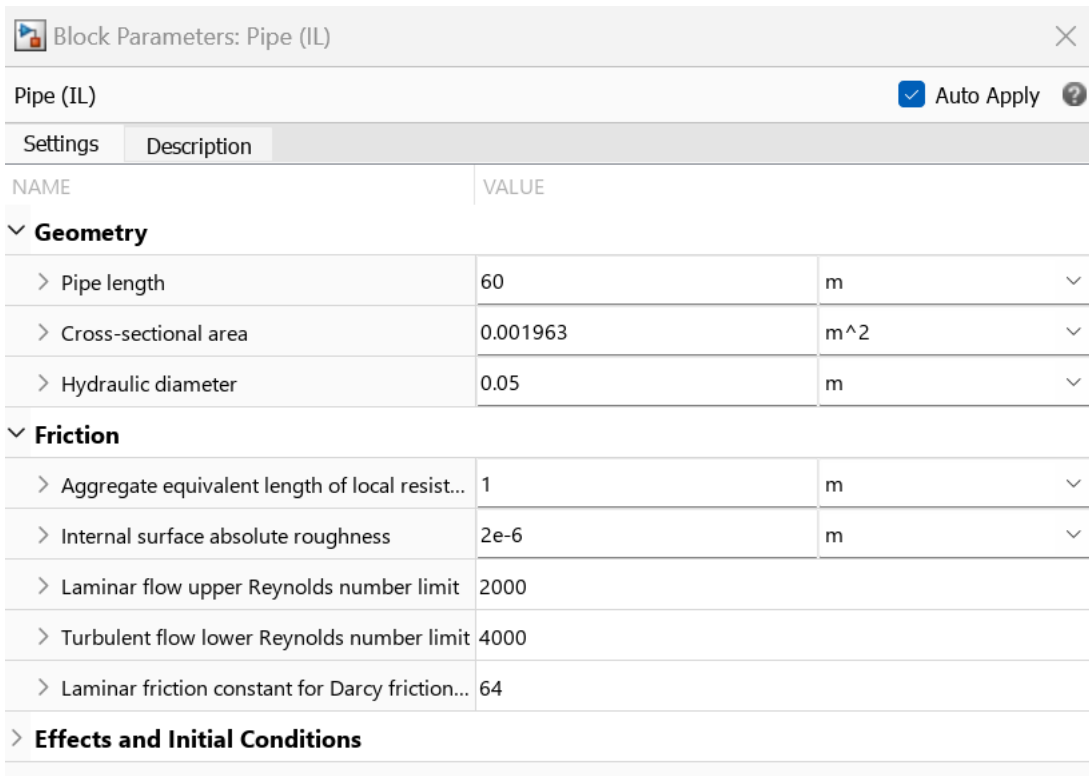 Block Parameters: Pipe (IL)
Pipe (IL) Auto Apply ?
Settings Description
NAME VALUE
Geometry
Pipe length 60 m
Cross-sectional area 0.001963 m^2
Hydraulic diameter 0.05 m
Friction
Aggregate equivalent length of local resist... 1 m
Internal surface absolute roughness 2e-6 m
Laminar flow upper Reynolds number limit 2000
Turbulent flow lower Reynolds number limit 4000
Laminar friction constant for Darcy friction... 64
Effects and Initial Conditions